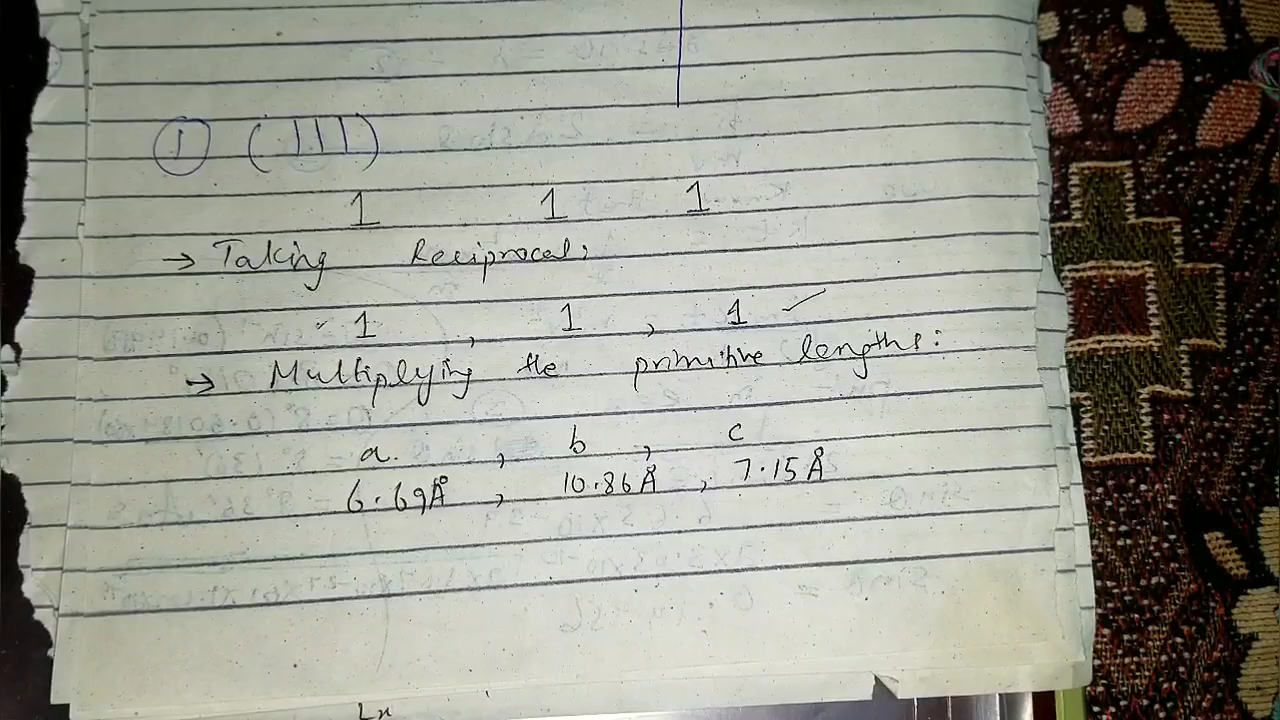 ① (111)
1 1 1
→ Taking Reciprocals
1 , 1 , 1
→ Multiplying the primitive lengths:
a. , b , c
6.69Å , 10.86Å , 7.15Å